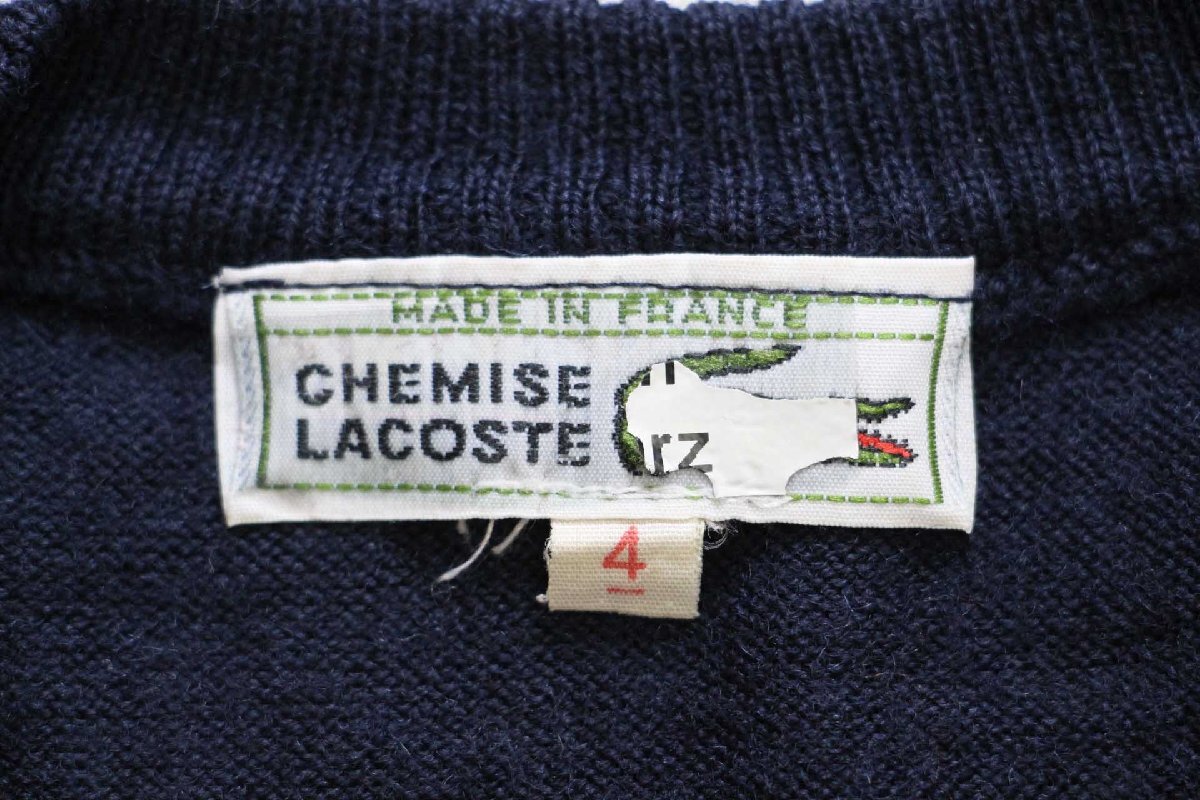 MADE IN FRANCE
CHEMISE
LACOSTE
rz
4